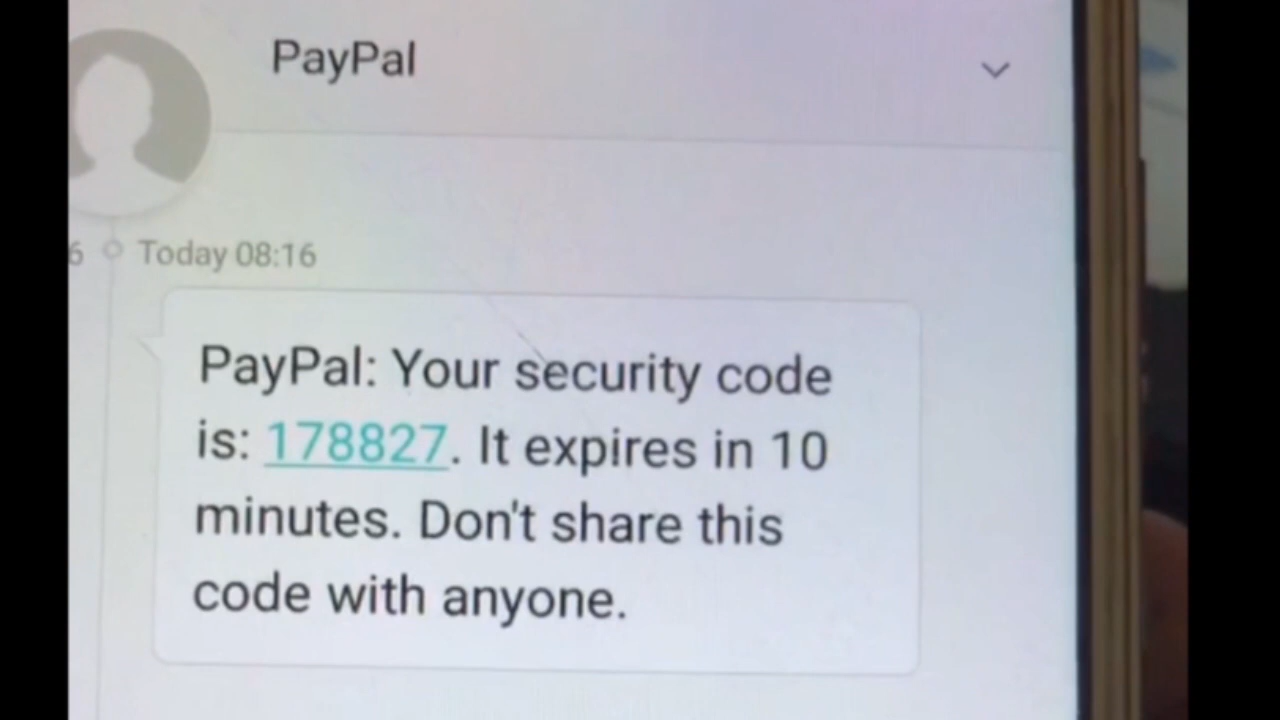 PayPal
6 Today 08:16
PayPal: Your security code
is: 178827. It expires in 10
minutes. Don't share this
code with anyone.